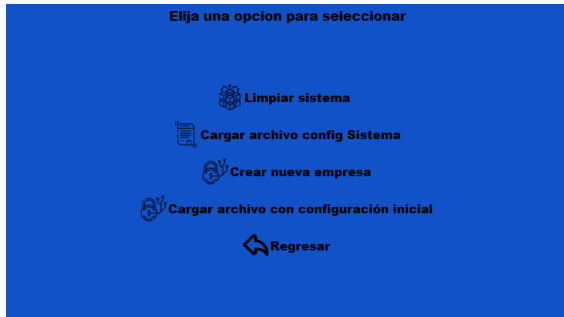 Elija una opcion para seleccionar
Limpiar sistema
Cargar archivo config Sistema
Crear nueva empresa
Cargar archivo con configuración inicial
Regresar